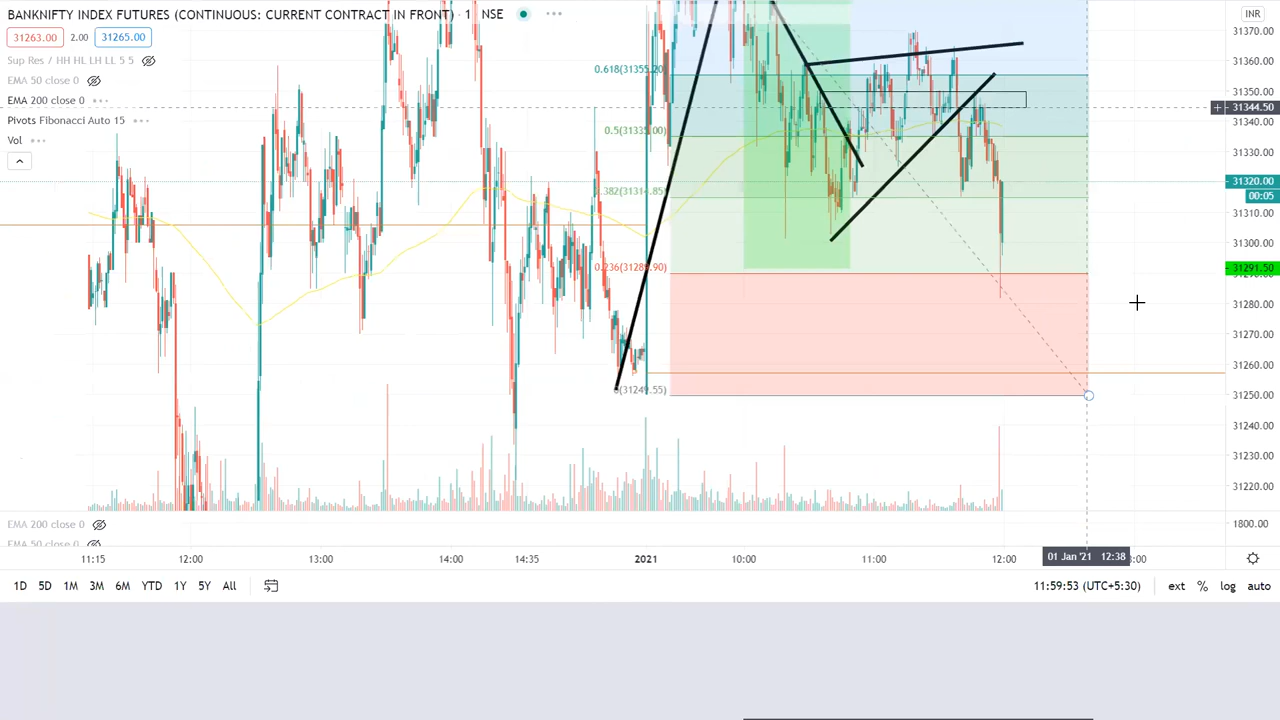 BANKNIFTY INDEX FUTURES (CONTINUOUS: CURRENT CONTRACT IN FRONT) · 1 · NSE
INR
31263.00 2.00 31265.00
Sup Res / HH HL LH LL 5 5
EMA 50 close 0
EMA 200 close 0
Pivots Fibonacci Auto 15
Vol
0.618(31355.20)
0.5(31335.00)
0.236(31289.90)
31370.00
31360.00
31350.00
31344.50
31340.00
31330.00
31320.00
00:05
31310.00
31300.00
31291.50
31280.00
31270.00
31260.00
31250.00
31240.00
31230.00
31220.00
1800.00
EMA 200 close 0
EMA 50 close 0
11:15 12:00 13:00 14:00 14:35 2021 10:00 11:00 12:00 01 Jan '21 12:38
1D 5D 1M 3M 6M YTD 1Y 5Y All 11:59:53 (UTC+5:30) ext % log auto